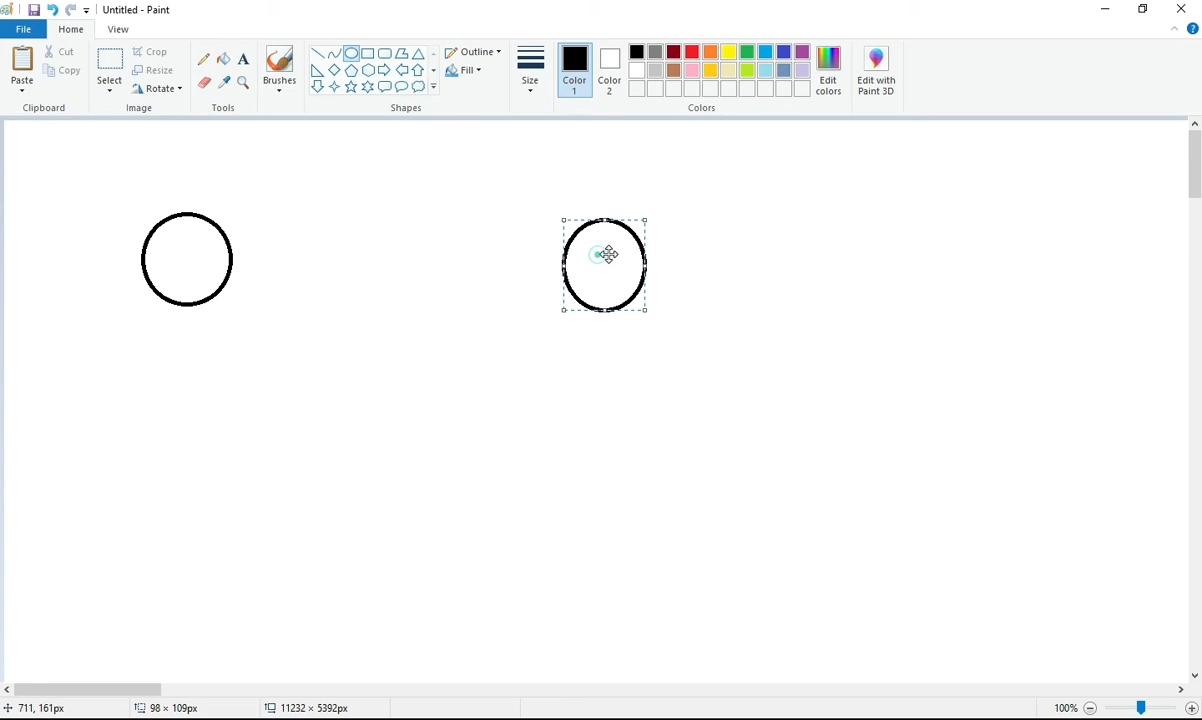 Untitled - Paint
File Home View
Paste
Cut
Copy
Clipboard
Select
Crop
Resize
Rotate
Image
Tools
Brushes
Shapes
Outline
Fill
Size
Color 1
Color 2
Colors
Edit colors
Edit with Paint 3D
711, 161px
98 × 109px
11232 × 5392px
100%